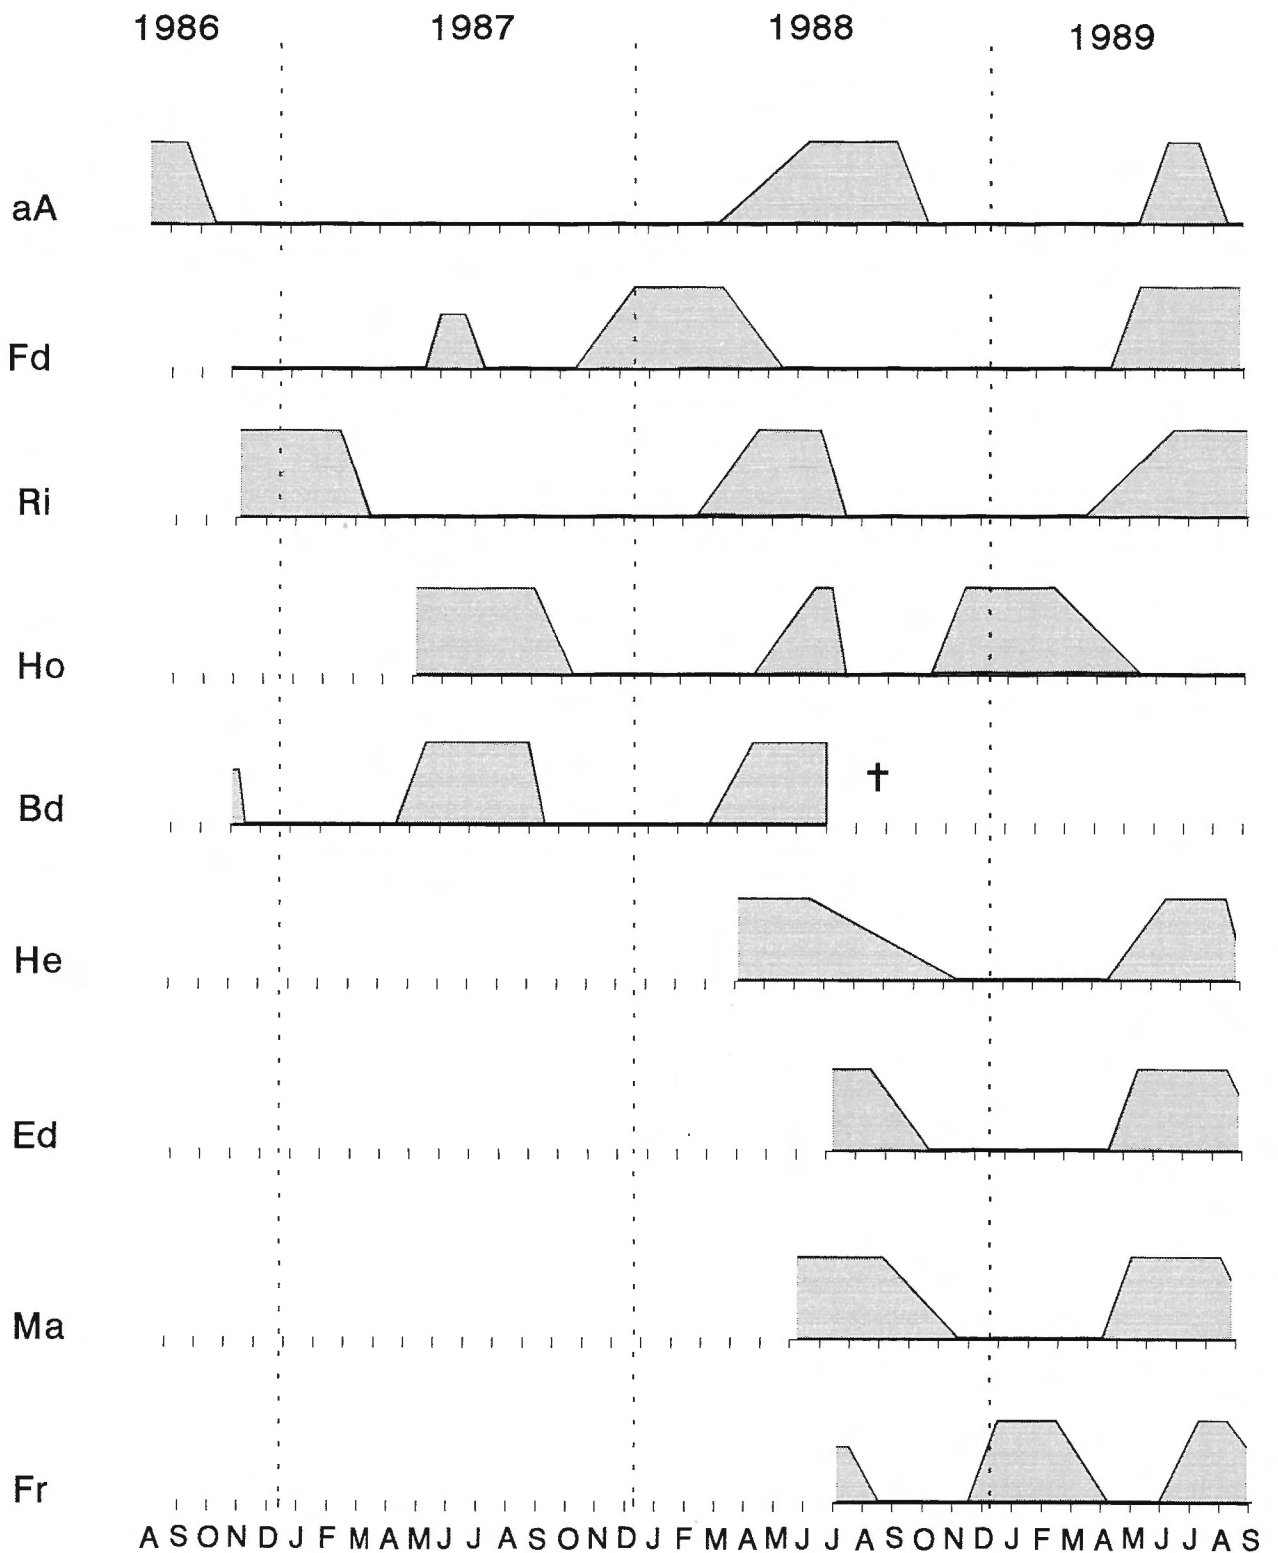 1986 1987 1988 1989
aA
Fd
Ri
Ho
Bd †
He
Ed
Ma
Fr
A S O N D J F M A M J J A S O N D J F M A M J J A S O N D J F M A M J J A S